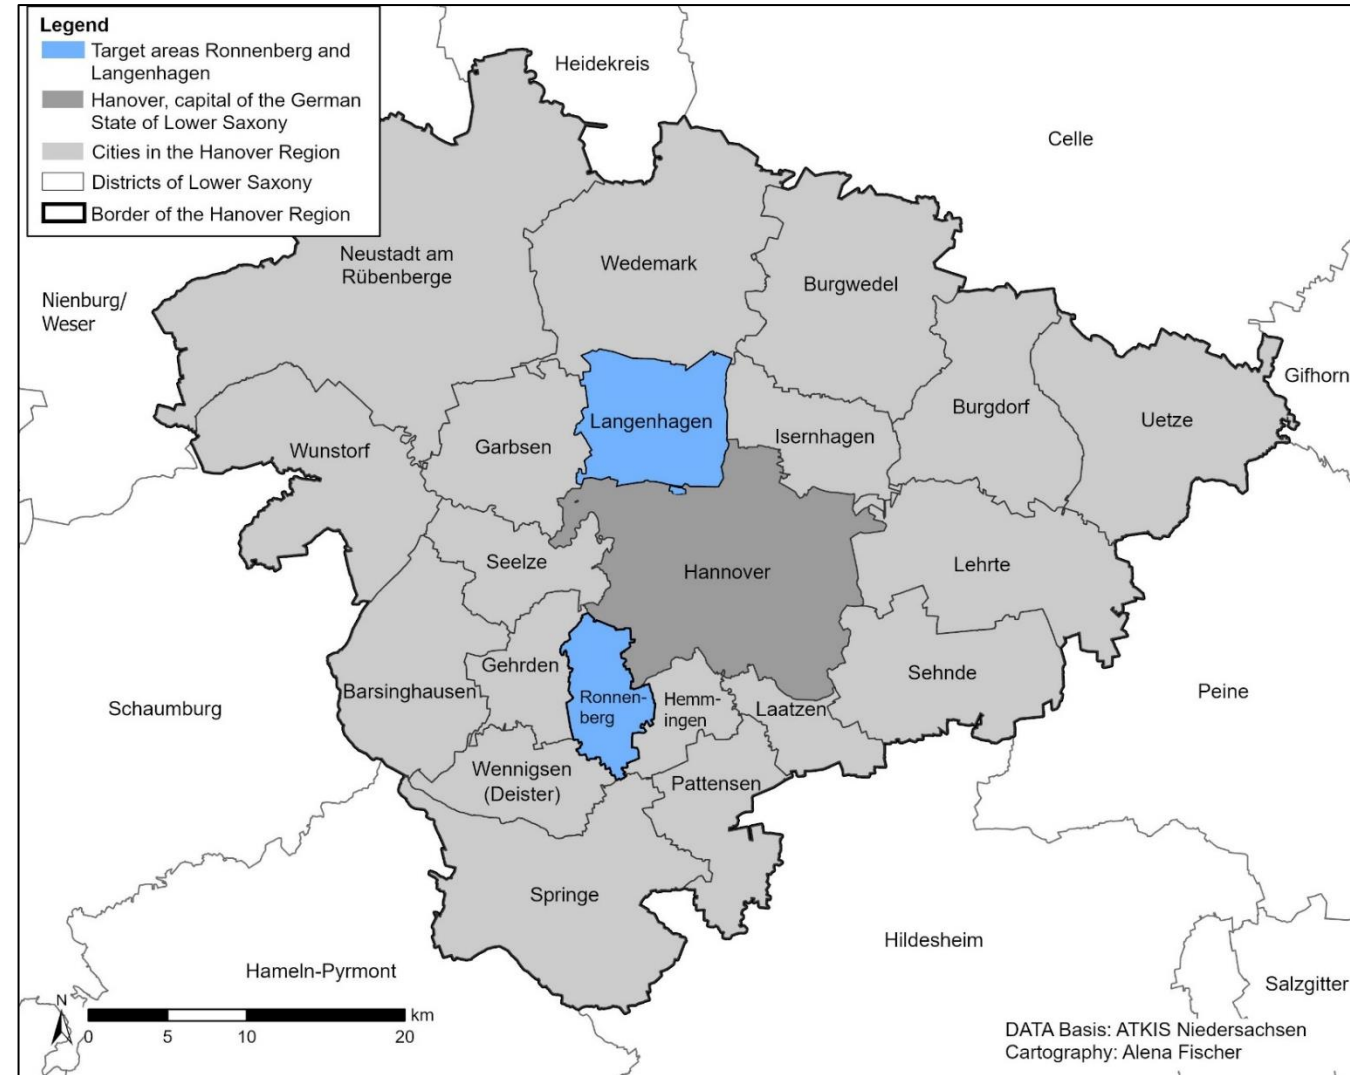 Legend
Target areas Ronnenberg and
Langenhagen
Hanover, capital of the German
State of Lower Saxony
Cities in the Hanover Region
Districts of Lower Saxony
Border of the Hanover Region
Heidekreis
Celle
Neustadt am
Rübenberge
Wedemark
Burgwedel
Nienburg/
Weser
Gifhorn
Langenhagen
Burgdorf
Uetze
Isernhagen
Garbsen
Wunstorf
Seelze
Hannover
Lehrte
Gehrden
Sehnde
Barsinghausen
Ronnen-
berg
Hemm-
ingen
Laatzen
Peine
Schaumburg
Wennigsen
(Deister)
Pattensen
Springe
Hildesheim
Hameln-Pyrmont
Salzgitter
N
km
0 5 10 20
DATA Basis: ATKIS Niedersachsen
Cartography: Alena Fischer